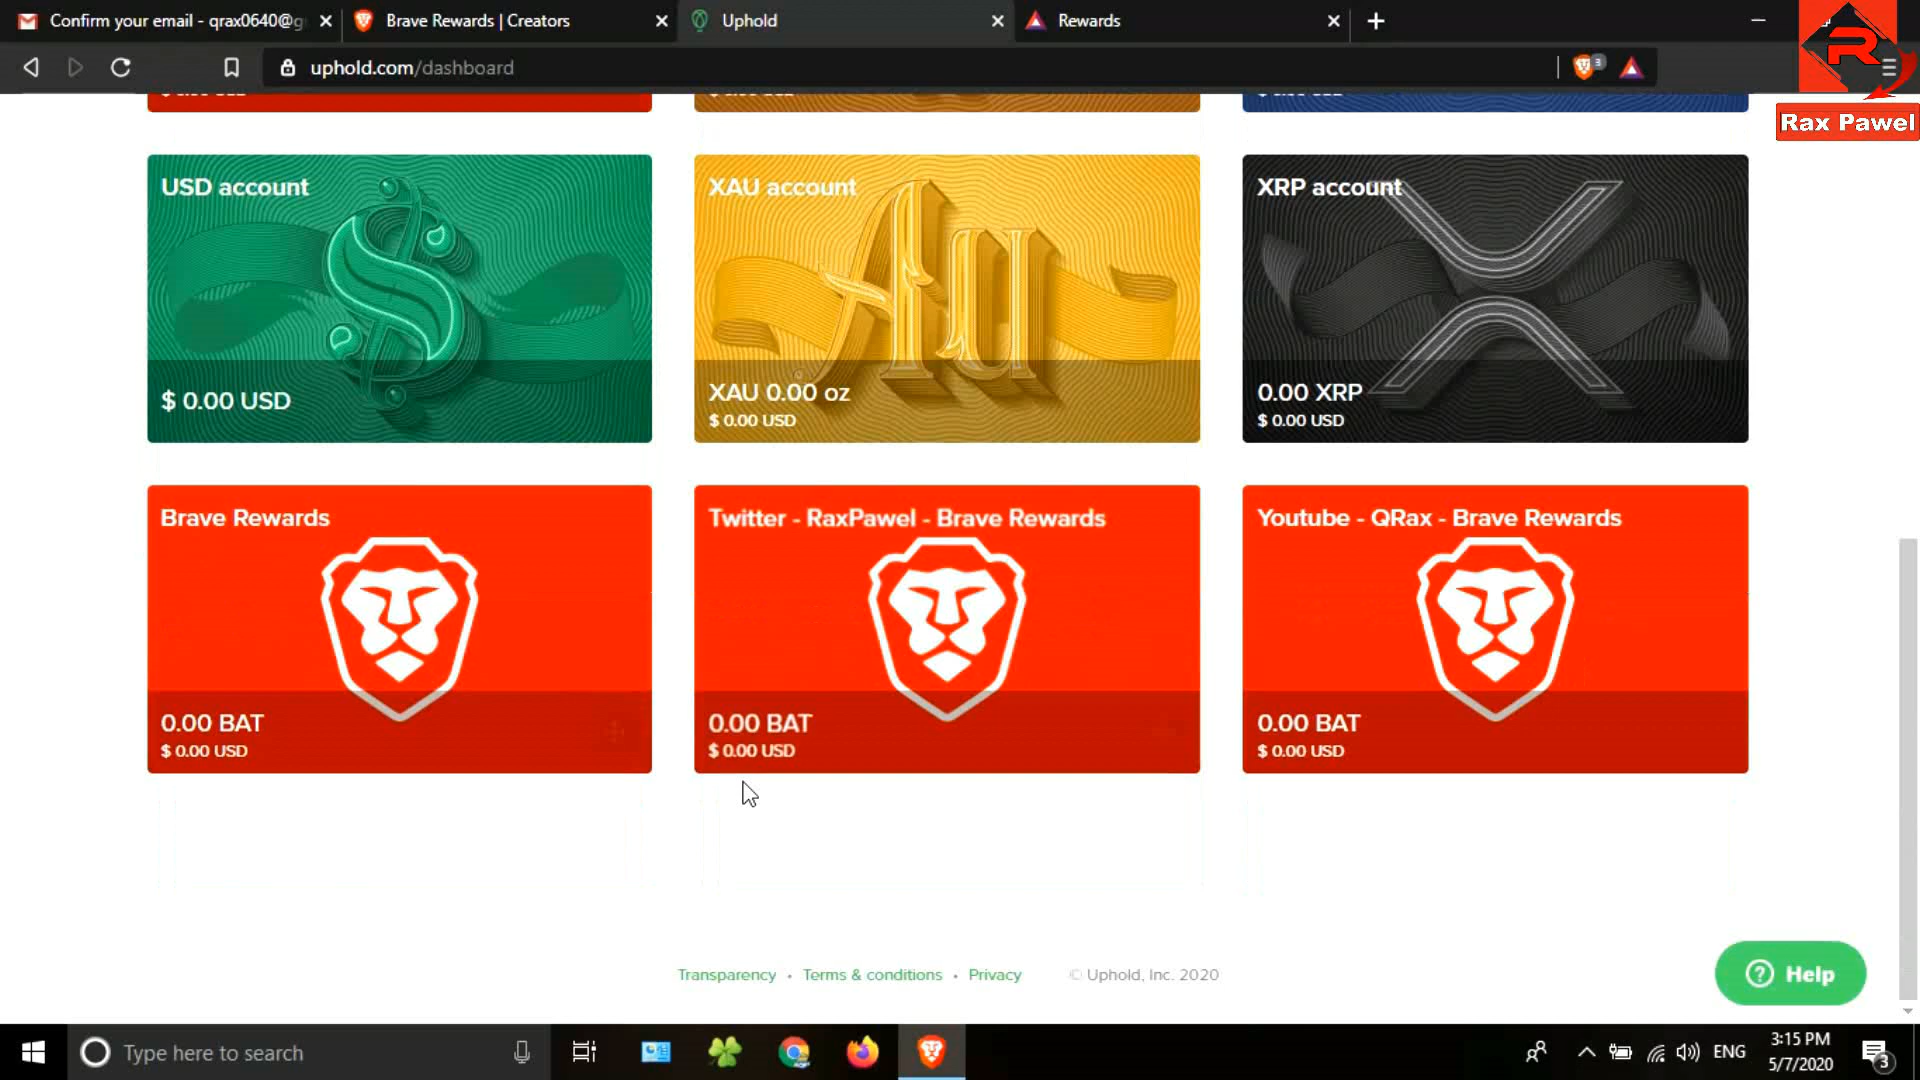 Confirm your email - qrax0640@g
Brave Rewards | Creators
Uphold
Rewards
uphold.com/dashboard
3
Rax Pawel
USD account
$ 0.00 USD
XAU account
Au
XAU 0.00 oz
$ 0.00 USD
XRP account
0.00 XRP
$ 0.00 USD
Brave Rewards
0.00 BAT
$ 0.00 USD
Twitter - RaxPawel - Brave Rewards
0.00 BAT
$ 0.00 USD
Youtube - QRax - Brave Rewards
0.00 BAT
$ 0.00 USD
Transparency • Terms & conditions • Privacy © Uphold, Inc. 2020
Help
Type here to search
ENG
3:15 PM
5/7/2020
3